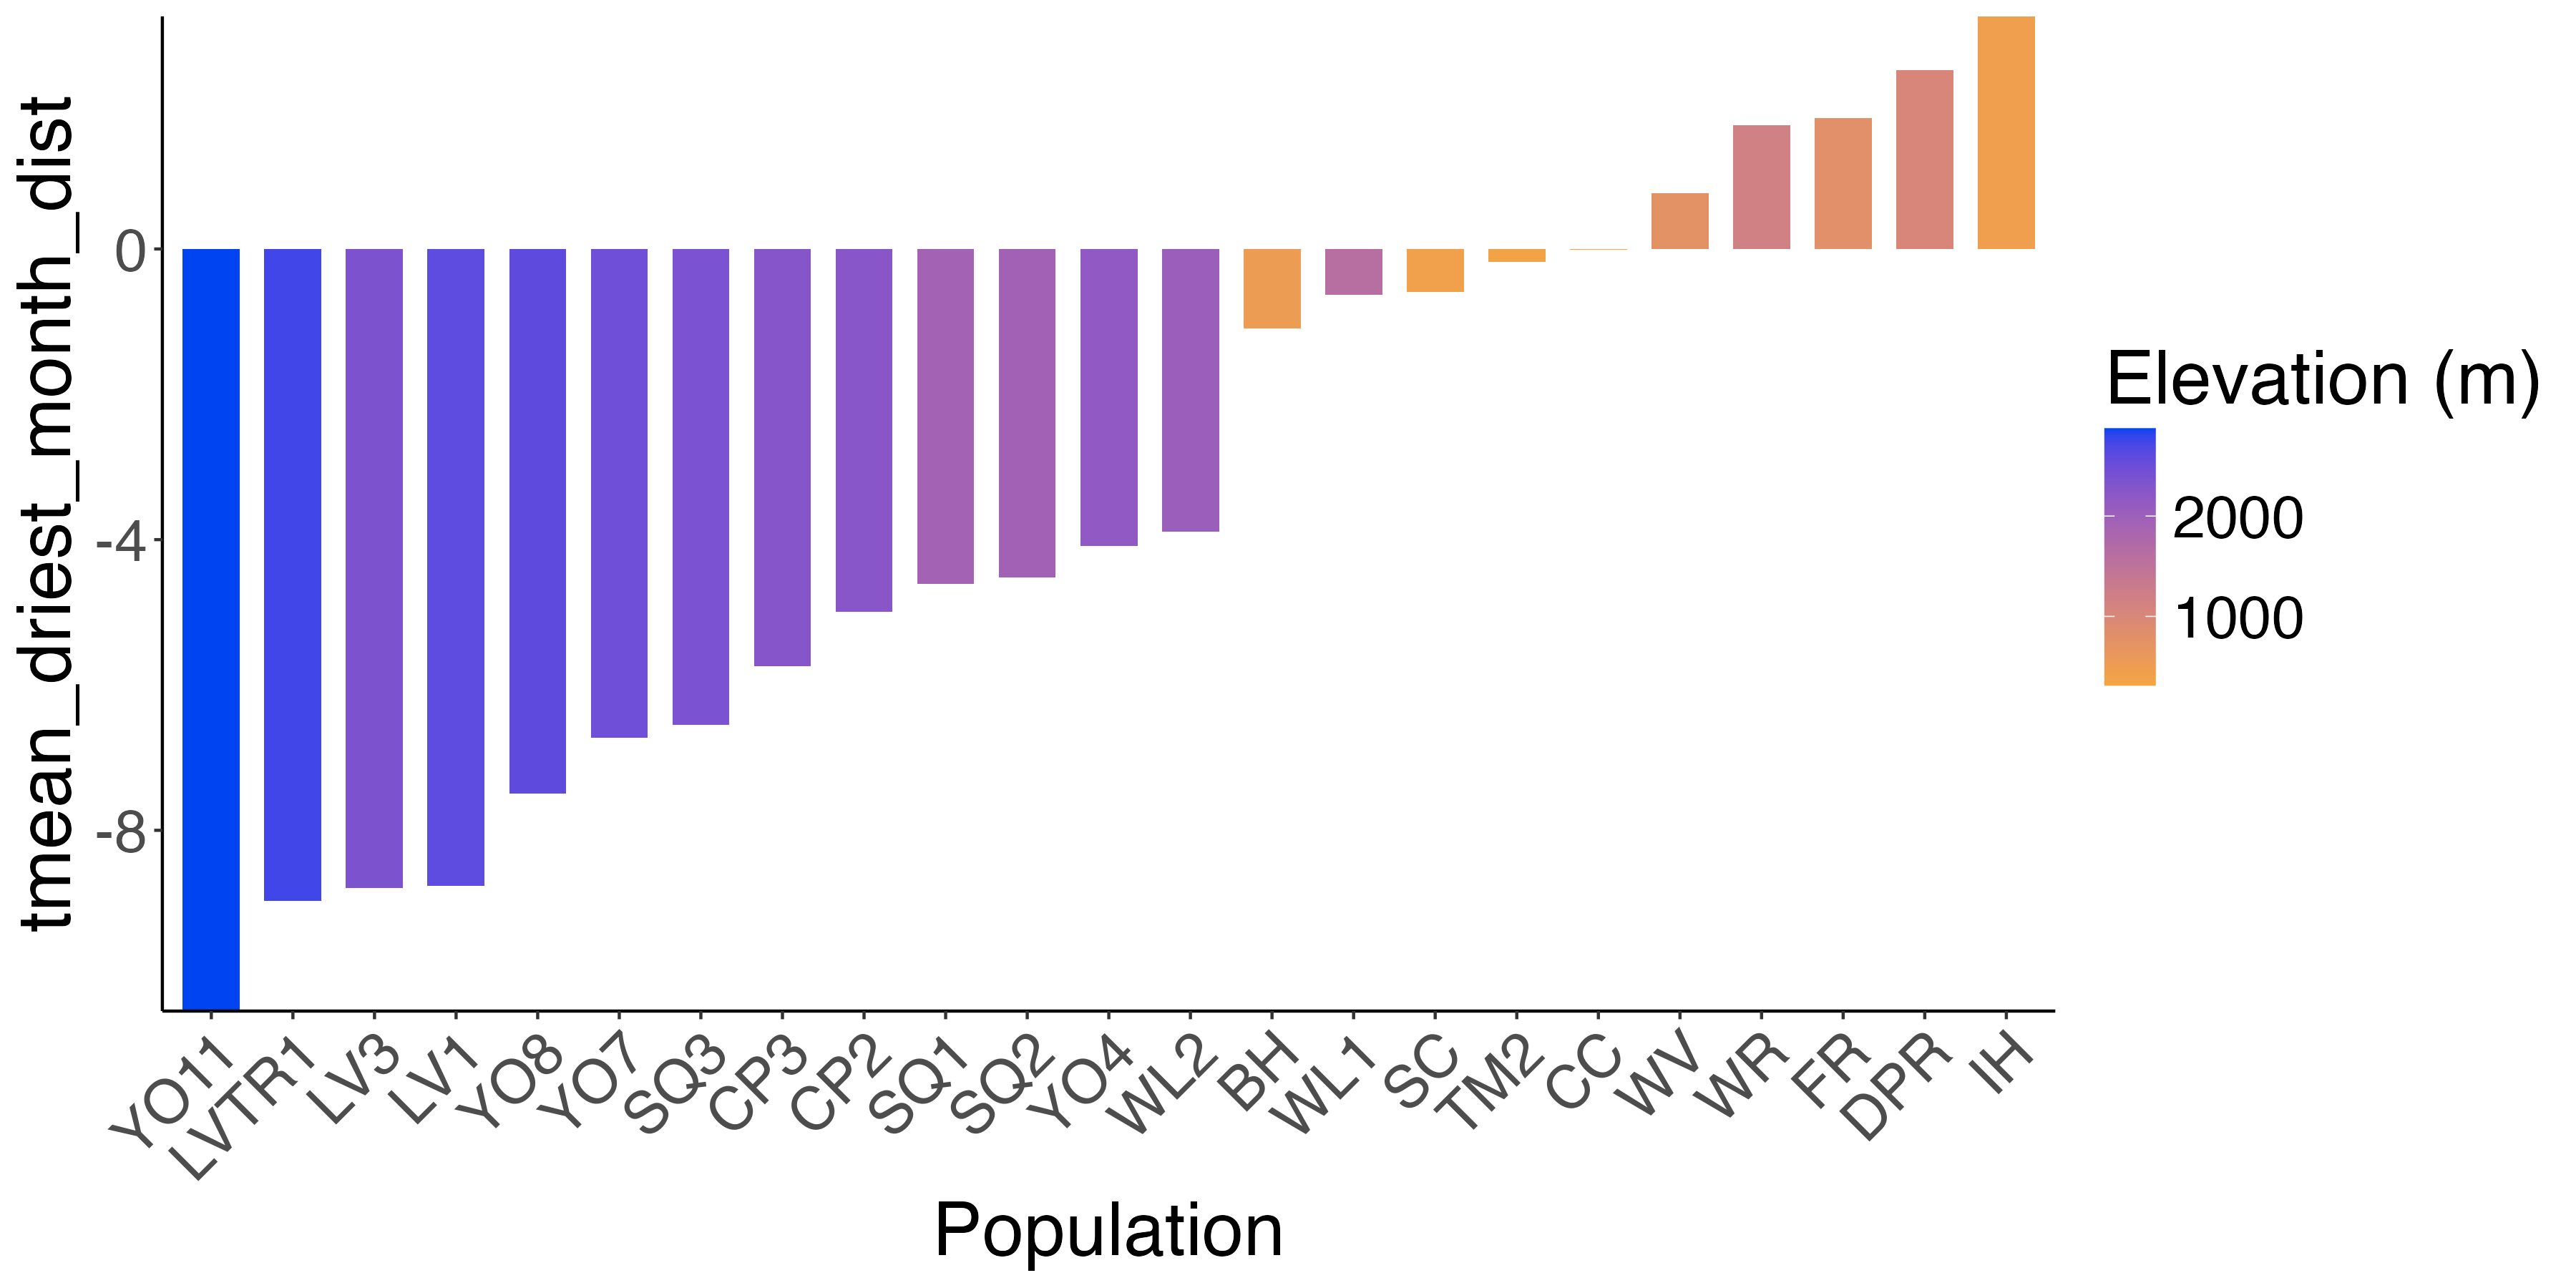 tmean_driest_month_dist
0
-4
-8
YO11
LVTR1
LV3
LV1
YO8
YO7
SQ3
CP3
CP2
SQ1
SQ2
YO4
WL2
BH
WL1
SC
TM2
CC
WV
WR
FR
DPR
IH
Population
Elevation (m)
2000
1000